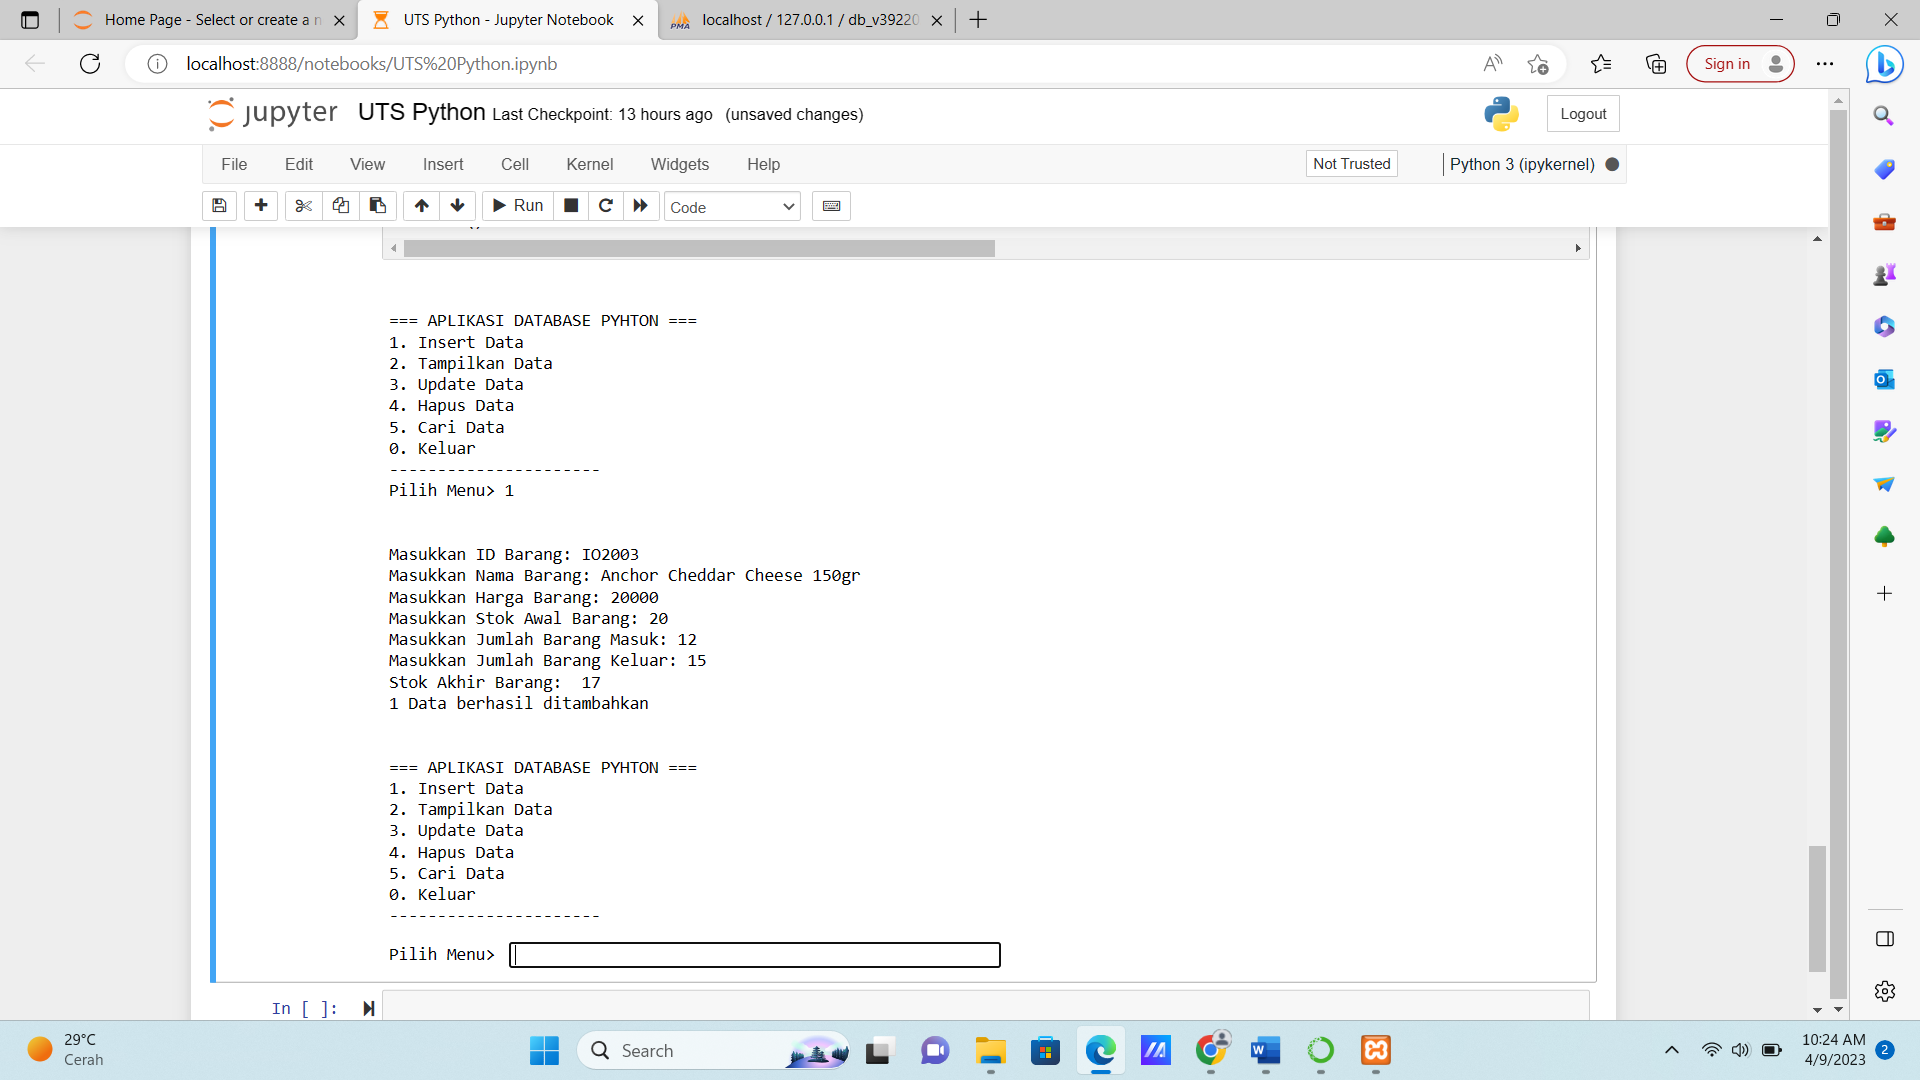 Home Page - Select or create a n
UTS Python - Jupyter Notebook
PMA
localhost / 127.0.0.1 / db_v39220
localhost:8888/notebooks/UTS%20Python.ipynb
Sign in
jupyter
UTS Python Last Checkpoint: 13 hours ago (unsaved changes)
Logout
File Edit View Insert Cell Kernel Widgets Help
Not Trusted
Python 3 (ipykernel)
Run
Code
=== APLIKASI DATABASE PYHTON ===
1. Insert Data
2. Tampilkan Data
3. Update Data
4. Hapus Data
5. Cari Data
0. Keluar
----------------------
Pilih Menu> 1
Masukkan ID Barang: IO2003
Masukkan Nama Barang: Anchor Cheddar Cheese 150gr
Masukkan Harga Barang: 20000
Masukkan Stok Awal Barang: 20
Masukkan Jumlah Barang Masuk: 12
Masukkan Jumlah Barang Keluar: 15
Stok Akhir Barang:  17
1 Data berhasil ditambahkan
=== APLIKASI DATABASE PYHTON ===
1. Insert Data
2. Tampilkan Data
3. Update Data
4. Hapus Data
5. Cari Data
0. Keluar
----------------------
Pilih Menu>
In [ ]:
29°C
Cerah
Search
10:24 AM
4/9/2023
2